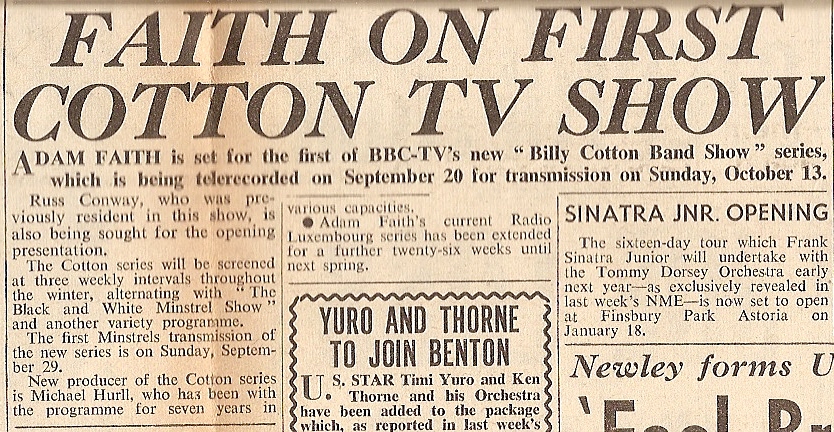 FAITH ON FIRST
COTTON TV SHOW
ADAM FAITH is set for the first of BBC-TV's new " Billy Cotton Band Show " series,
which is being telerecorded on September 20 for transmission on Sunday, October 13.
Russ Conway, who was pre-
viously resident in this show, is
also being sought for the opening
presentation.
The Cotton series will be screened
at three weekly intervals throughout
the winter, alternating with " The
Black and White Minstrel Show "
and another variety programme.
The first Minstrels transmission of
the new series is on Sunday, Septem-
ber 29.
New producer of the Cotton series
is Michael Hurll, who has been with
the programme for seven years in
various capacities.
● Adam Faith's current Radio
Luxembourg series has been extended
for a further twenty-six weeks until
next spring.
YURO AND THORNE
TO JOIN BENTON
U.S. STAR Timi Yuro and Ken
Thorne and his Orchestra
have been added to the package
which, as reported in last week's
SINATRA JNR. OPENING
The sixteen-day tour which Frank
Sinatra Junior will undertake with
the Tommy Dorsey Orchestra early
next year—as exclusively revealed in
last week's NME—is now set to open
at Finsbury Park Astoria on
January 18.
Newley forms U